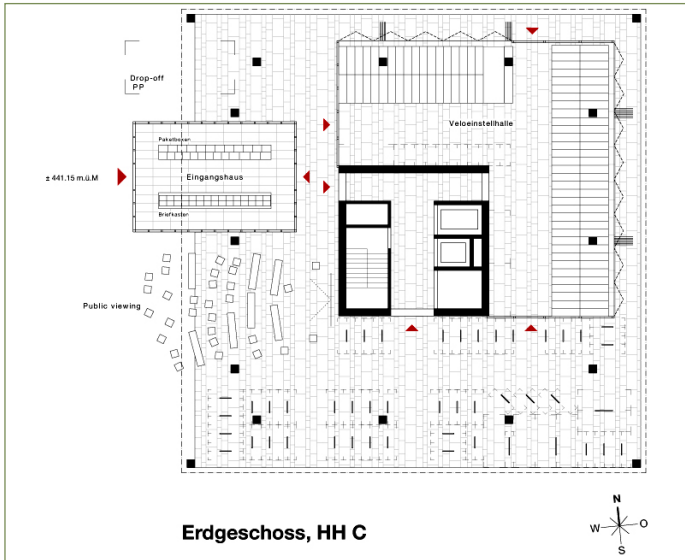 Drop-off
PP
Veloeinstellhalle
Paketboxen
± 441.15 m.ü.M
Eingangshaus
Briefkasten
Public viewing
Erdgeschoss, HH C
N
W
O
S